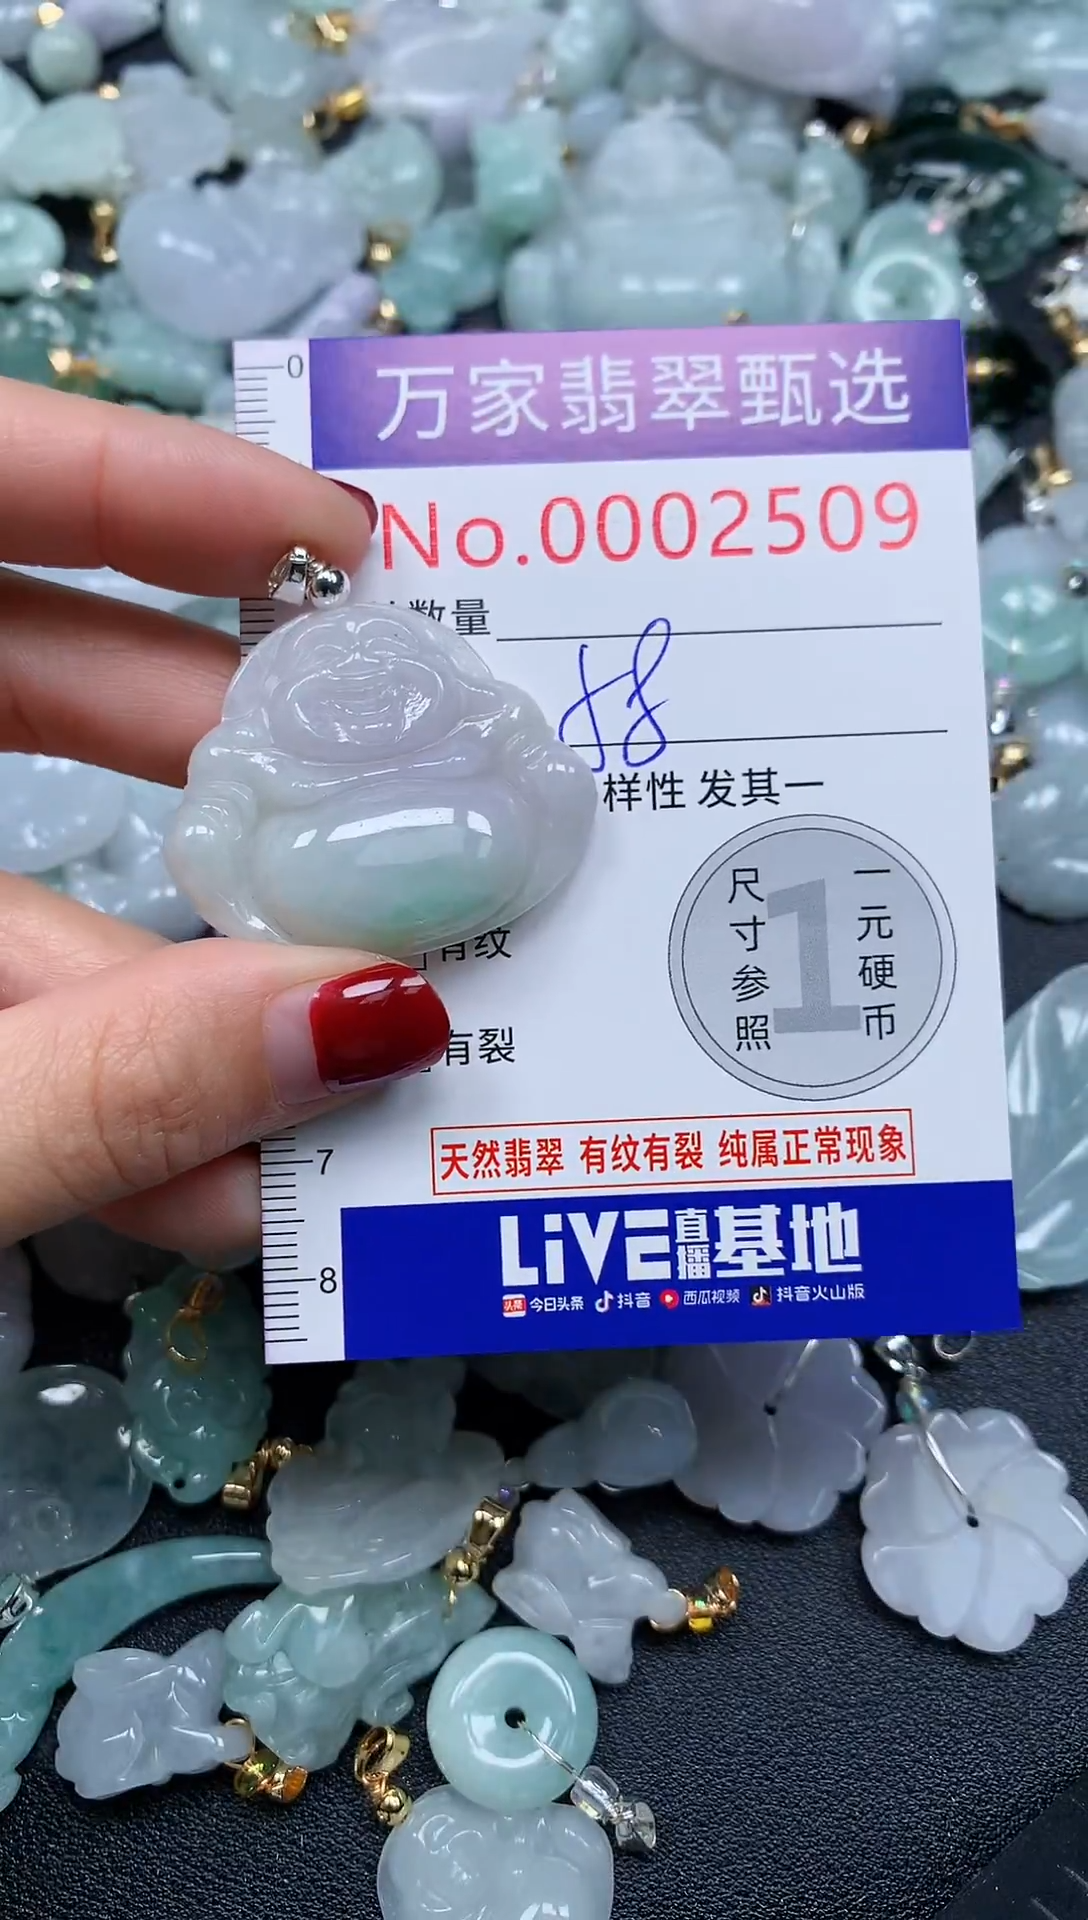 0
万家翡翠甄选
No.0002509
数量
样性 发其一
尺寸参照
一元硬币
1
有纹
有裂
7
天然翡翠 有纹有裂 纯属正常现象
8
LiVE直播基地
头条 今日头条 抖音 西瓜视频 抖音火山版